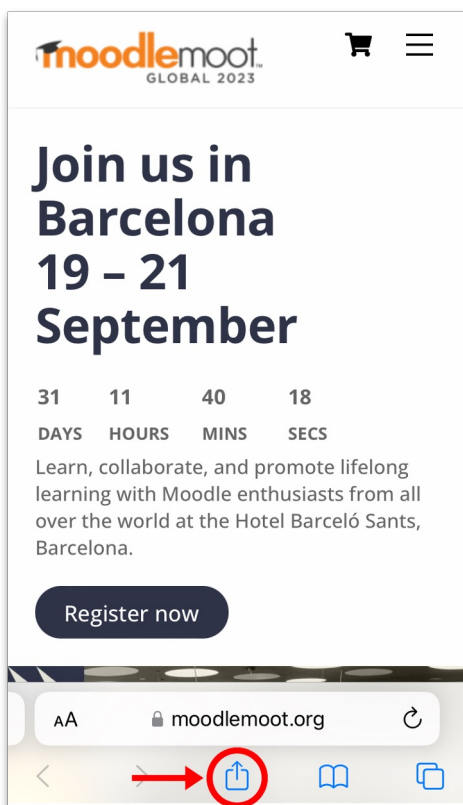 moodlemoot
GLOBAL 2023
Join us in
Barcelona
19 – 21
September
31 11 40 18
DAYS HOURS MINS SECS
Learn, collaborate, and promote lifelong
learning with Moodle enthusiasts from all
over the world at the Hotel Barceló Sants,
Barcelona.
Register now
AA moodlemoot.org